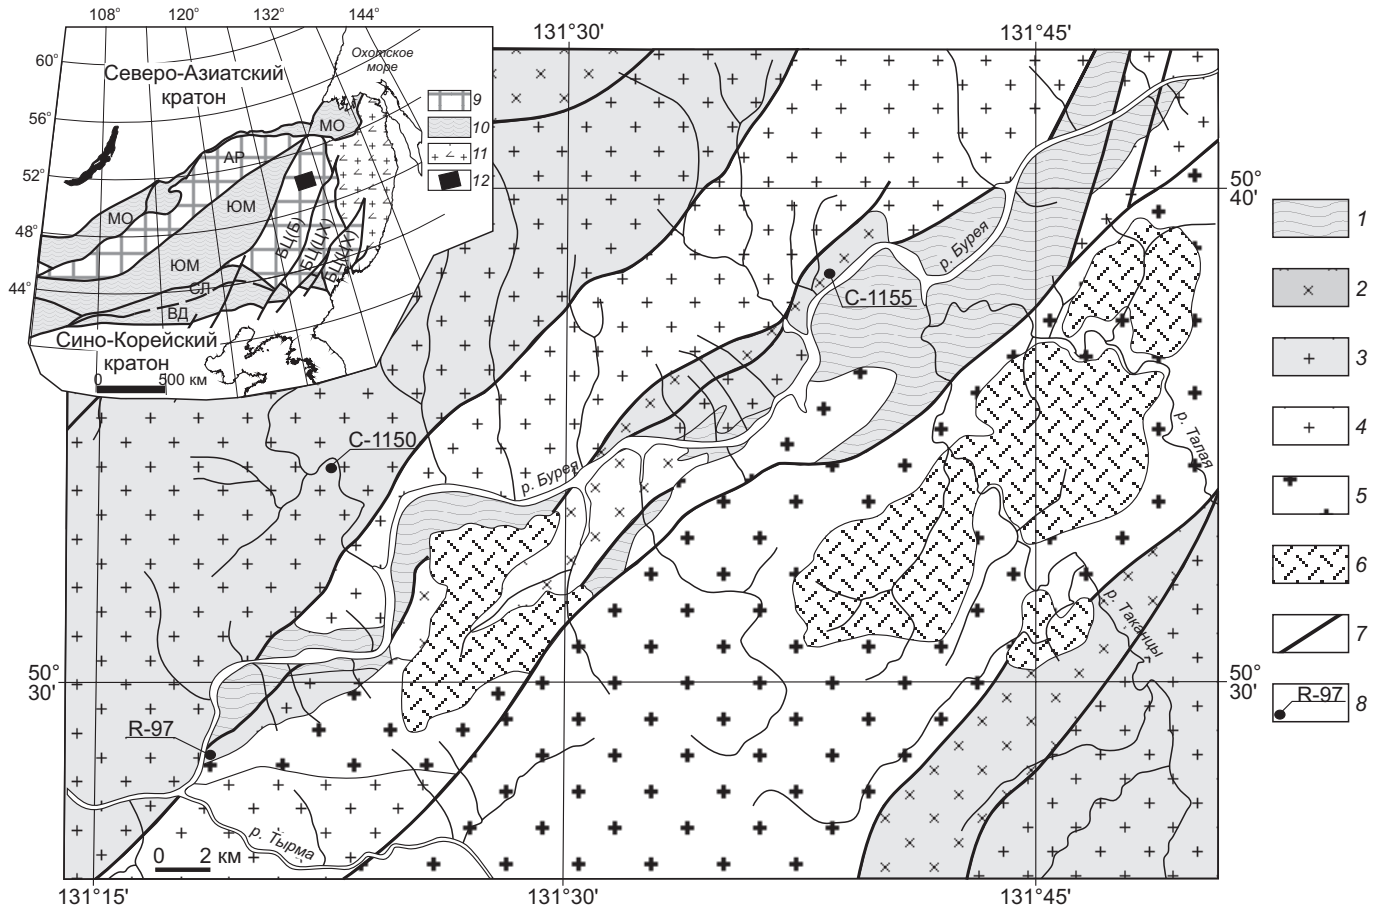 108° 120° 132° 144°
131°30' 131°45'
60°
56°
52°
48°
44°
Охотское
море
Северо-Азиатский
кратон
МО
АР
МО
ЮМ
ЮМ
БЦ(Б)
БЦ(ЦХ)
СЛ
ВД
Сино-Корейский
кратон
0 500 км
9
10
11
12
50°
40'
р. Бурея
С-1155
С-1150
р. Бурея
р. Талая
р. Таканцы
50°
30'
50°
30'
R-97
р. Тырма
0 2 км
131°15' 131°30' 131°45'
1
2
3
4
5
6
7
R-97 8